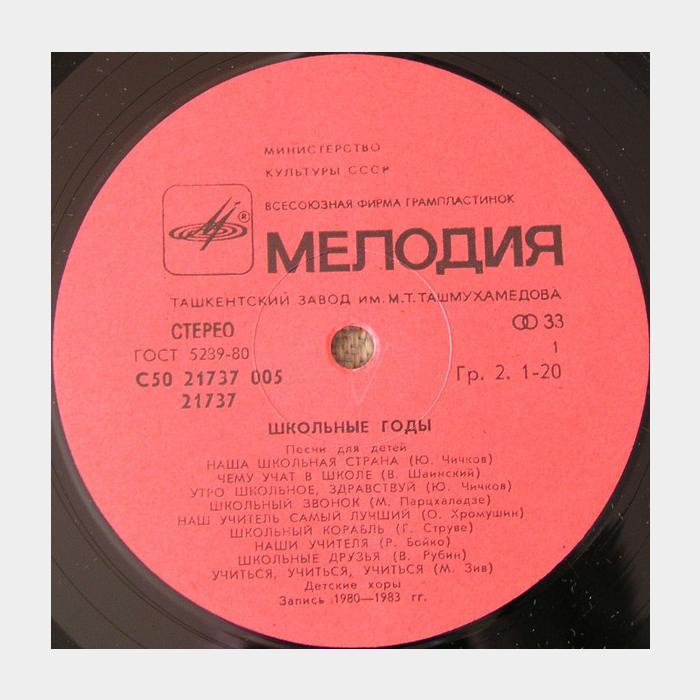 МИНИСТЕРСТВО
КУЛЬТУРЫ СССР
ВСЕСОЮЗНАЯ ФИРМА ГРАМПЛАСТИНОК
®
МЕЛОДИЯ
ТАШКЕНТСКИЙ ЗАВОД ИМ. М.Т. ТАШМУХАМЕДОВА
СТЕРЕО
33
ГОСТ 5239-80
1
С50 21737 005
Гр. 2. 1-20
21737
ШКОЛЬНЫЕ ГОДЫ
Песни для детей
НАША ШКОЛЬНАЯ СТРАНА (Ю. Чичков)
ЧЕМУ УЧАТ В ШКОЛЕ (В. Шаинский)
УТРО ШКОЛЬНОЕ, ЗДРАВСТВУЙ (Ю. Чичков)
ШКОЛЬНЫЙ ЗВОНОК (М. Парцхаладзе)
НАШ УЧИТЕЛЬ САМЫЙ ЛУЧШИЙ (О. Хромушин)
ШКОЛЬНЫЙ КОРАБЛЬ (Г. Струве)
НАШИ УЧИТЕЛЯ (Р. Бойко)
ШКОЛЬНЫЕ ДРУЗЬЯ (В. Рубин)
УЧИТЬСЯ, УЧИТЬСЯ, УЧИТЬСЯ (М. Зив)
Детские хоры
Запись 1980—1983 гг.